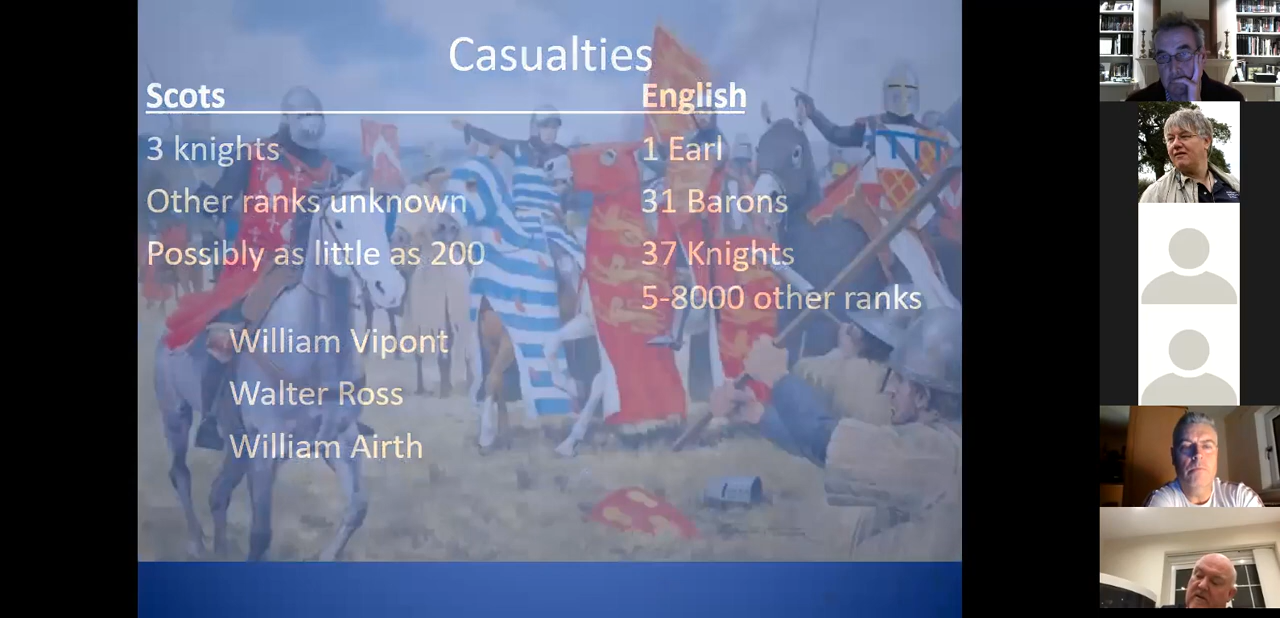 Casualties
Scots
3 knights
Other ranks unknown
Possibly as little as 200
William Vipont
Walter Ross
William Airth
English
1 Earl
31 Barons
37 Knights
5-8000 other ranks